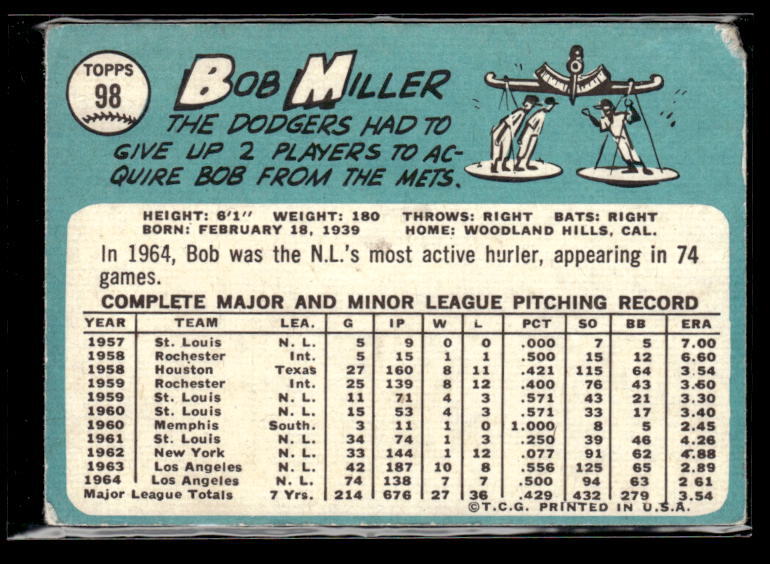 TOPPS
98
BOB MILLER
THE DODGERS HAD TO
GIVE UP 2 PLAYERS TO AC-
QUIRE BOB FROM THE METS.
HEIGHT: 6'1" WEIGHT: 180 THROWS: RIGHT BATS: RIGHT
BORN: FEBRUARY 18, 1939 HOME: WOODLAND HILLS, CAL.
In 1964, Bob was the N.L.'s most active hurler, appearing in 74
games.
COMPLETE MAJOR AND MINOR LEAGUE PITCHING RECORD
YEAR TEAM LEA. G IP W L PCT SO BB ERA
1957 St. Louis N. L. 5 9 0 0 .000 7 5 7.00
1958 Rochester Int. 5 15 1 1 .500 15 12 6.60
1958 Houston Texas 27 160 8 11 .421 115 64 3.54
1959 Rochester Int. 25 139 8 12 .400 76 43 3.60
1959 St. Louis N. L. 11 71 4 3 .571 43 21 3.30
1960 St. Louis N. L. 15 53 4 3 .571 33 17 3.40
1960 Memphis South. 3 11 1 0 1.000 8 5 2.45
1961 St. Louis N. L. 34 74 1 3 .250 39 46 4.26
1962 New York N. L. 33 144 1 12 .077 91 62 4.88
1963 Los Angeles N. L. 42 187 10 8 .556 125 65 2.89
1964 Los Angeles N. L. 74 138 7 7 .500 94 63 2 61
Major League Totals 7 Yrs. 214 676 27 36 .429 432 279 3.54
©T.C.G. PRINTED IN U.S.A.